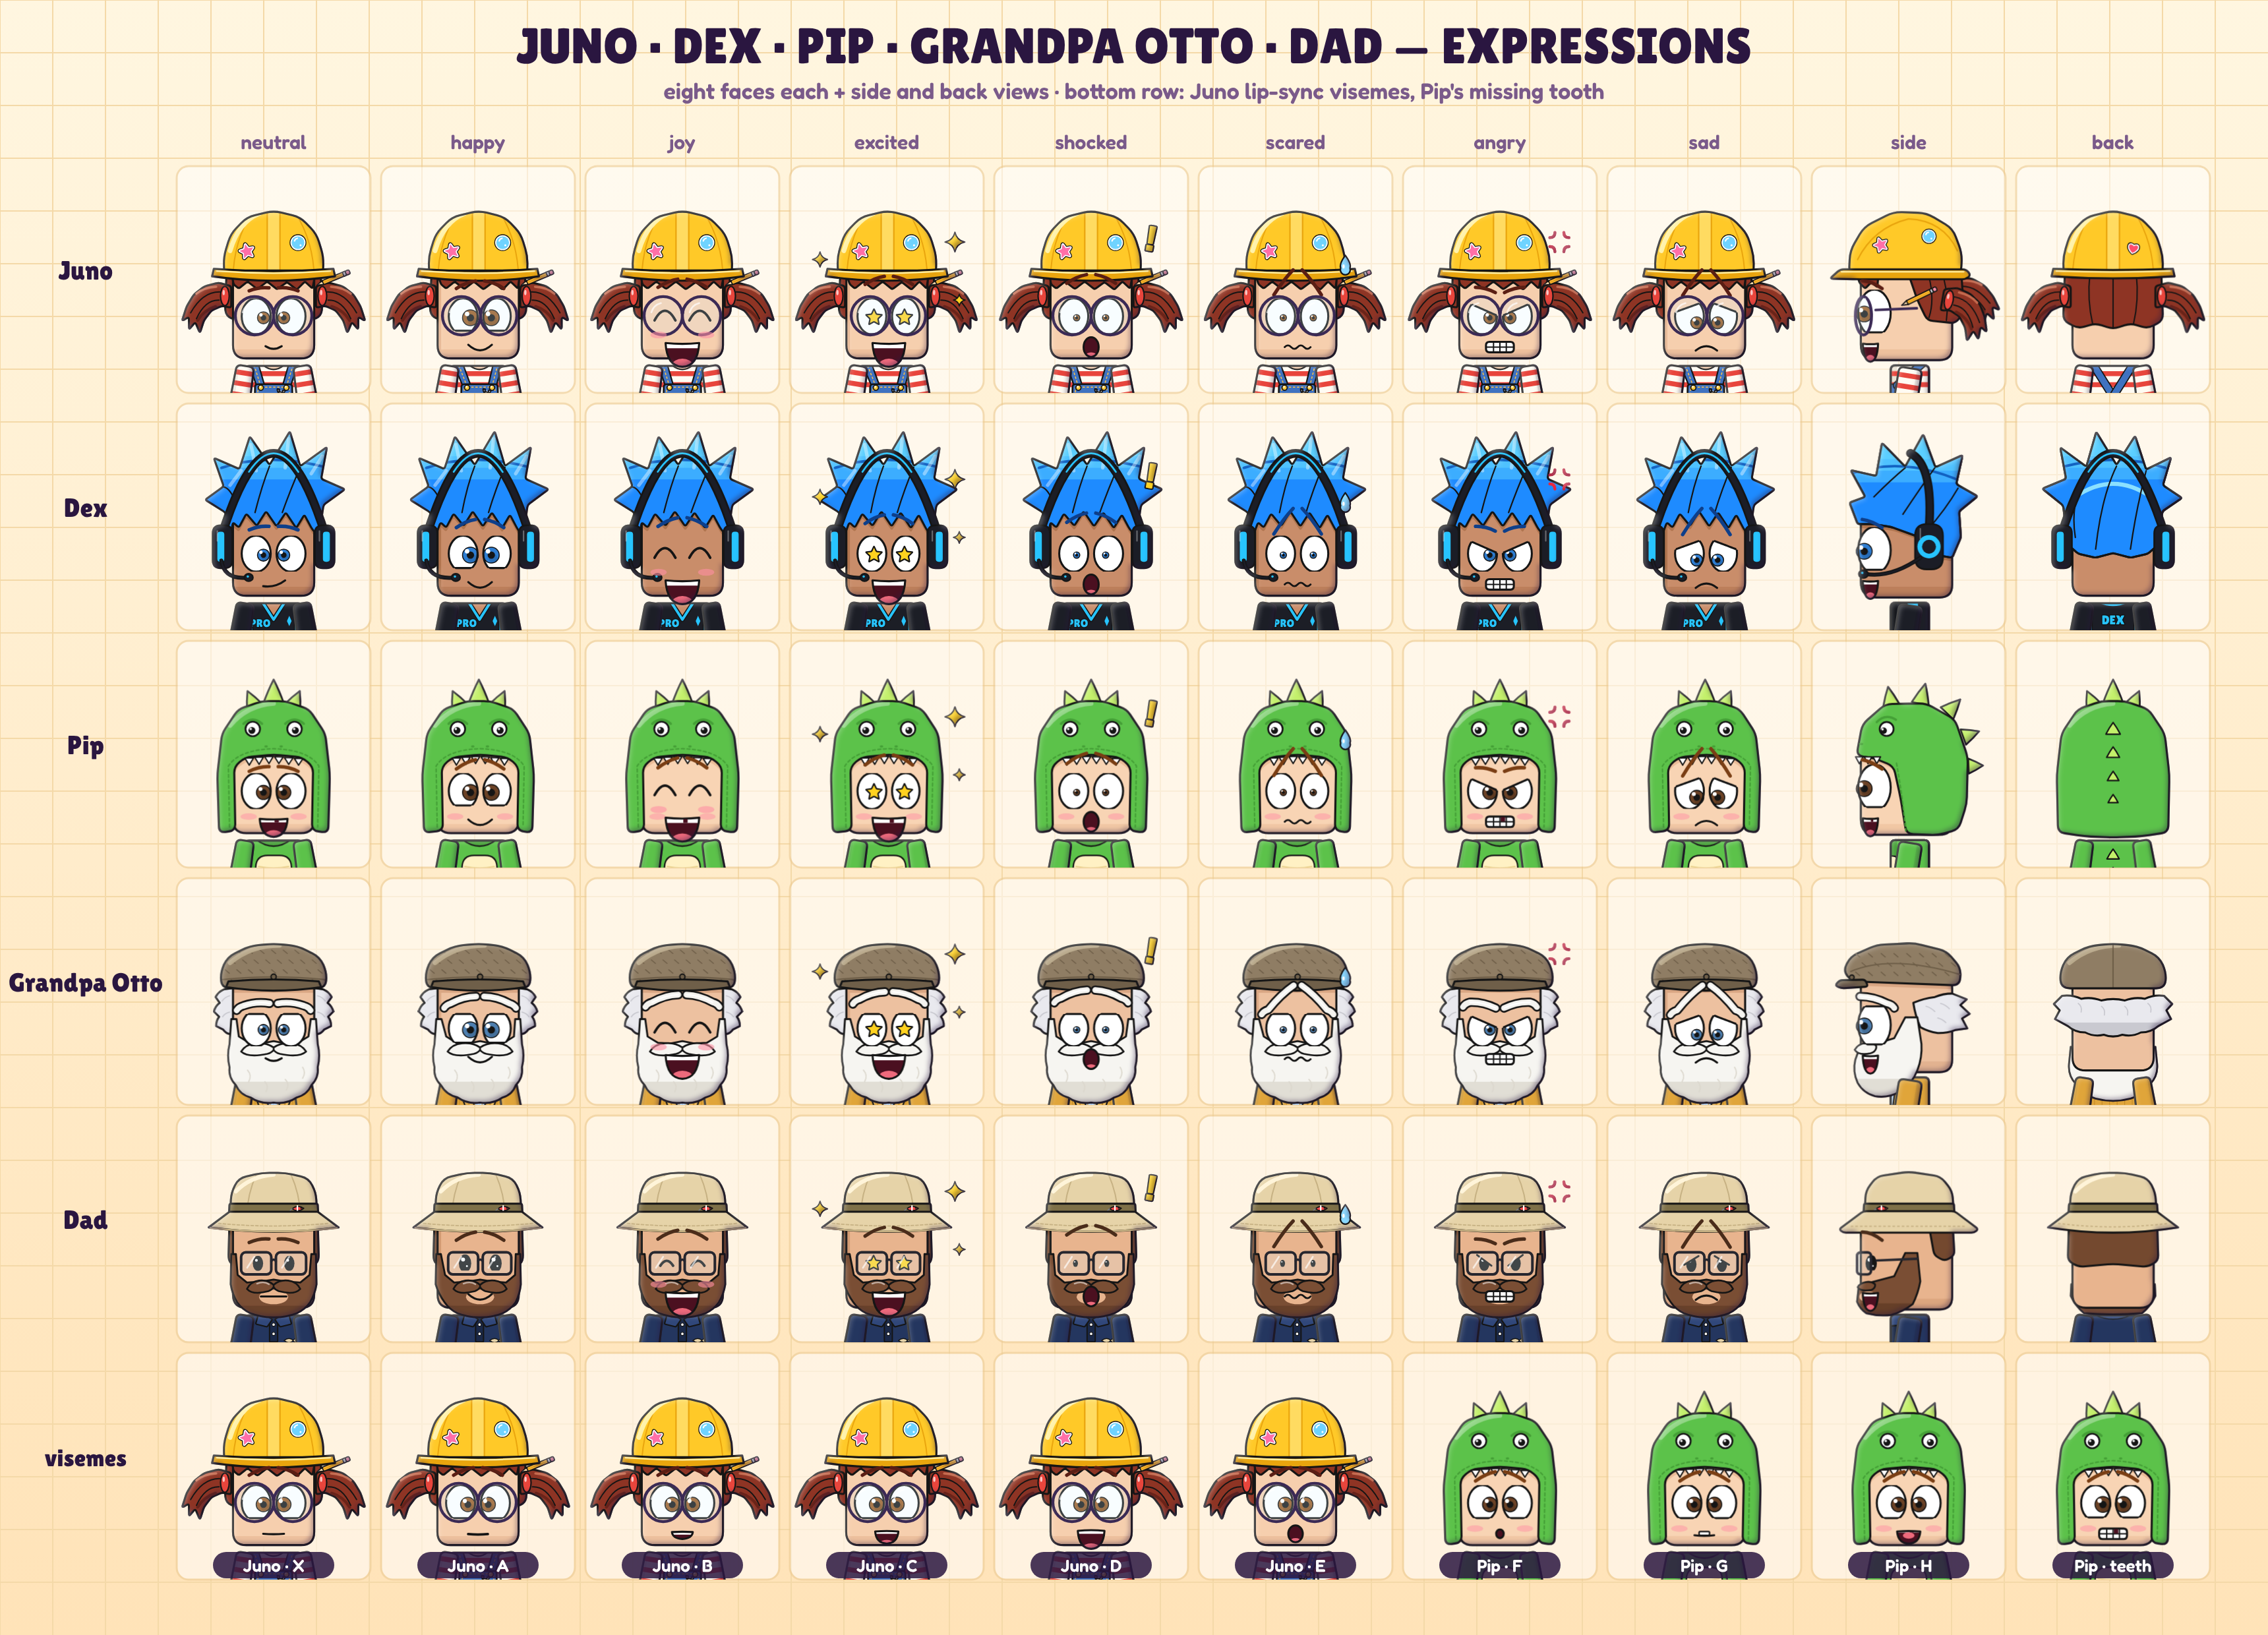 JUNO · DEX · PIP · GRANDPA OTTO · DAD — EXPRESSIONS
eight faces each + side and back views · bottom row: Juno lip-sync visemes, Pip's missing tooth
neutral happy joy excited shocked scared angry sad side back
Juno
Dex
PRO PRO PRO PRO PRO PRO PRO PRO DEX
Pip
Grandpa Otto
Dad
visemes
Juno · X Juno · A Juno · B Juno · C Juno · D Juno · E Pip · F Pip · G Pip · H Pip · teeth